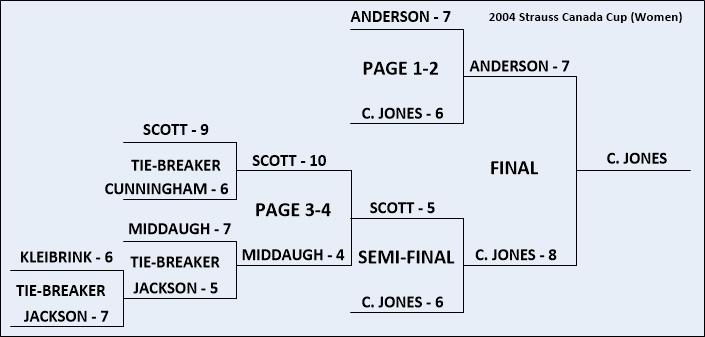 ANDERSON - 7
2004 Strauss Canada Cup (Women)
PAGE 1-2
ANDERSON - 7
C. JONES - 6
SCOTT - 9
TIE-BREAKER
SCOTT - 10
CUNNINGHAM - 6
FINAL
C. JONES
PAGE 3-4
SCOTT - 5
MIDDAUGH - 7
KLEIBRINK - 6
TIE-BREAKER
MIDDAUGH - 4
SEMI-FINAL
C. JONES - 8
TIE-BREAKER
JACKSON - 5
C. JONES - 6
JACKSON - 7